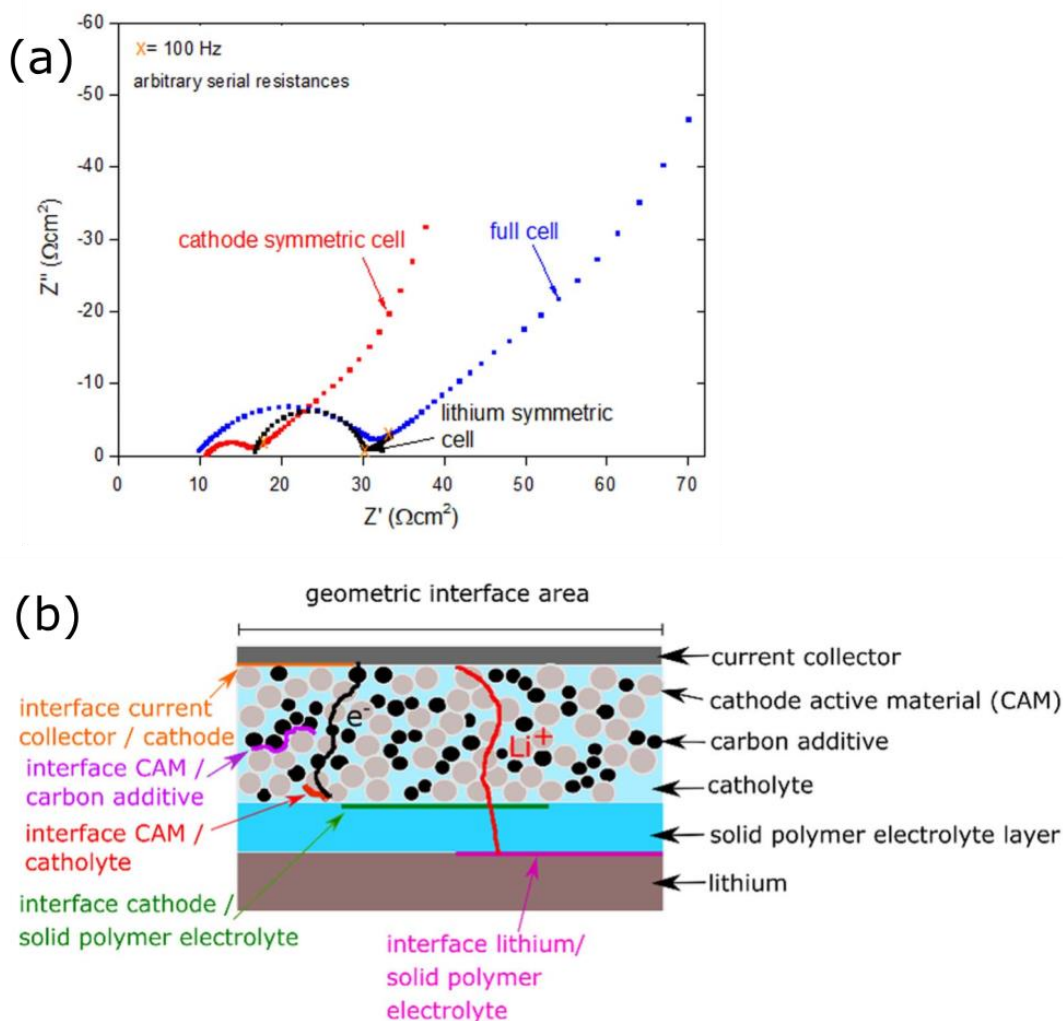 (a)
-60
-50
-40
-30
-20
-10
0
Z'' (Ωcm²)
X= 100 Hz
arbitrary serial resistances
cathode symmetric cell
full cell
lithium symmetric
cell
0 10 20 30 40 50 60 70
Z' (Ωcm²)
(b)
geometric interface area
current collector
cathode active material (CAM)
carbon additive
catholyte
solid polymer electrolyte layer
lithium
e⁻
Li⁺
interface current
collector / cathode
interface CAM /
carbon additive
interface CAM /
catholyte
interface cathode /
solid polymer electrolyte
interface lithium/
solid polymer
electrolyte